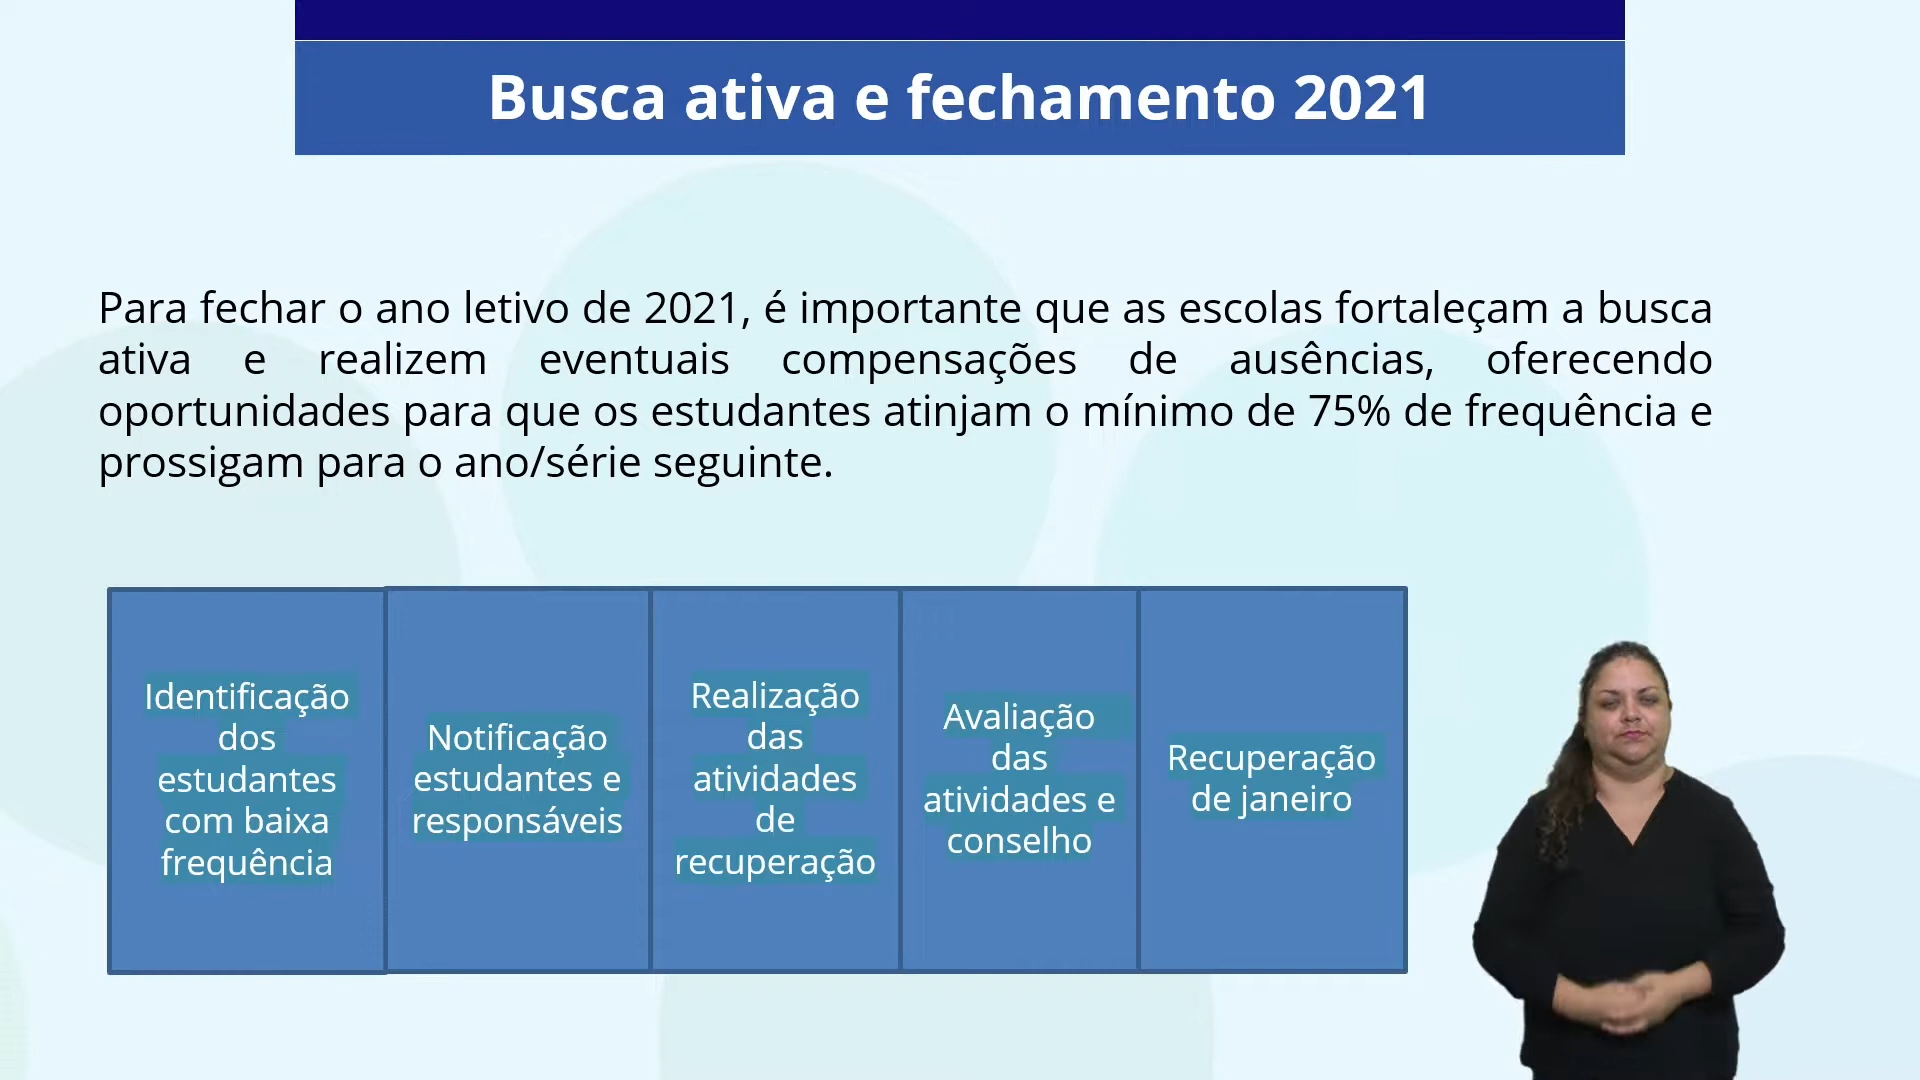 Busca ativa e fechamento 2021
Para fechar o ano letivo de 2021, é importante que as escolas fortaleçam a busca
ativa e realizem eventuais compensações de ausências, oferecendo
oportunidades para que os estudantes atinjam o mínimo de 75% de frequência e
prossigam para o ano/série seguinte.
Identificação
dos
estudantes
com baixa
frequência
Notificação
estudantes e
responsáveis
Realização
das
atividades
de
recuperação
Avaliação
das
atividades e
conselho
Recuperação
de janeiro